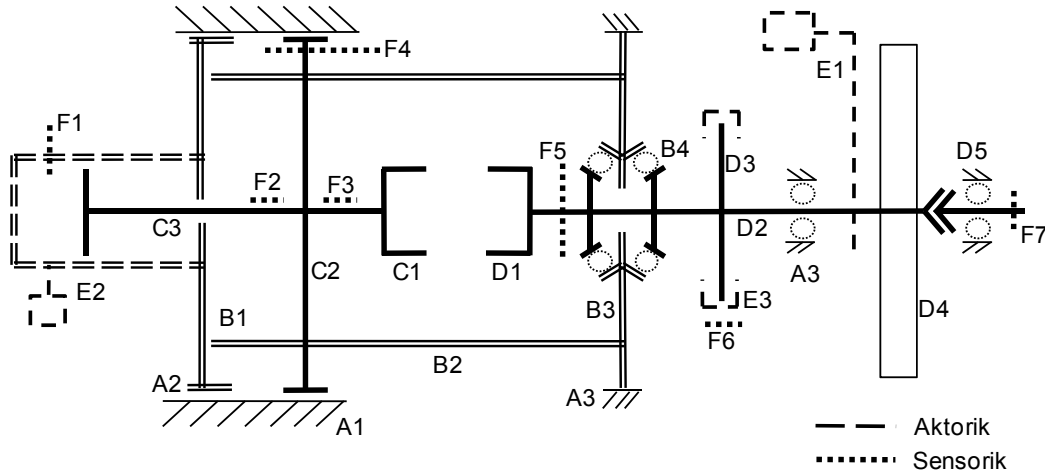 F4
E1
F1
F5
B4
D3
D5
F2
F3
C3
D2
F7
C2
C1
D1
A3
E2
B3
E3
D4
B1
F6
B2
A2
A3
A1
Aktorik
Sensorik